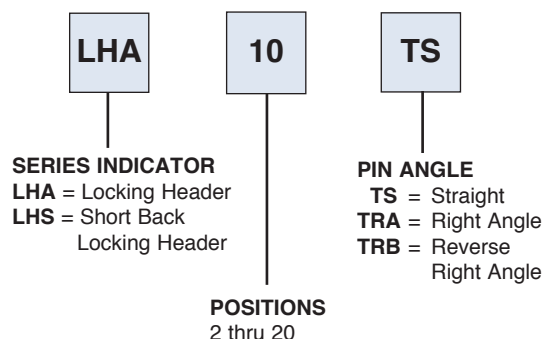 LHA
10
TS
SERIES INDICATOR
LHA = Locking Header
LHS = Short Back
Locking Header
PIN ANGLE
TS = Straight
TRA = Right Angle
TRB = Reverse
Right Angle
POSITIONS
2 thru 20